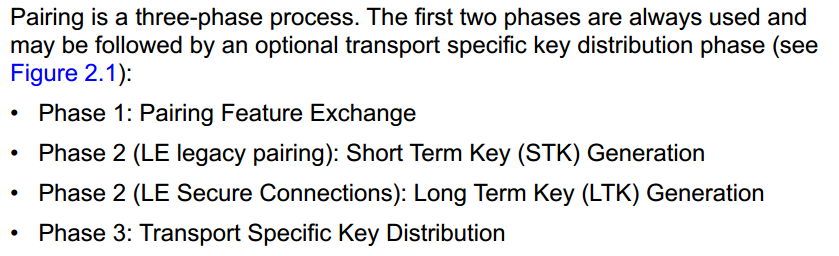 Pairing is a three-phase process. The first two phases are always used and
may be followed by an optional transport specific key distribution phase (see
Figure 2.1):
• Phase 1: Pairing Feature Exchange
• Phase 2 (LE legacy pairing): Short Term Key (STK) Generation
• Phase 2 (LE Secure Connections): Long Term Key (LTK) Generation
• Phase 3: Transport Specific Key Distribution